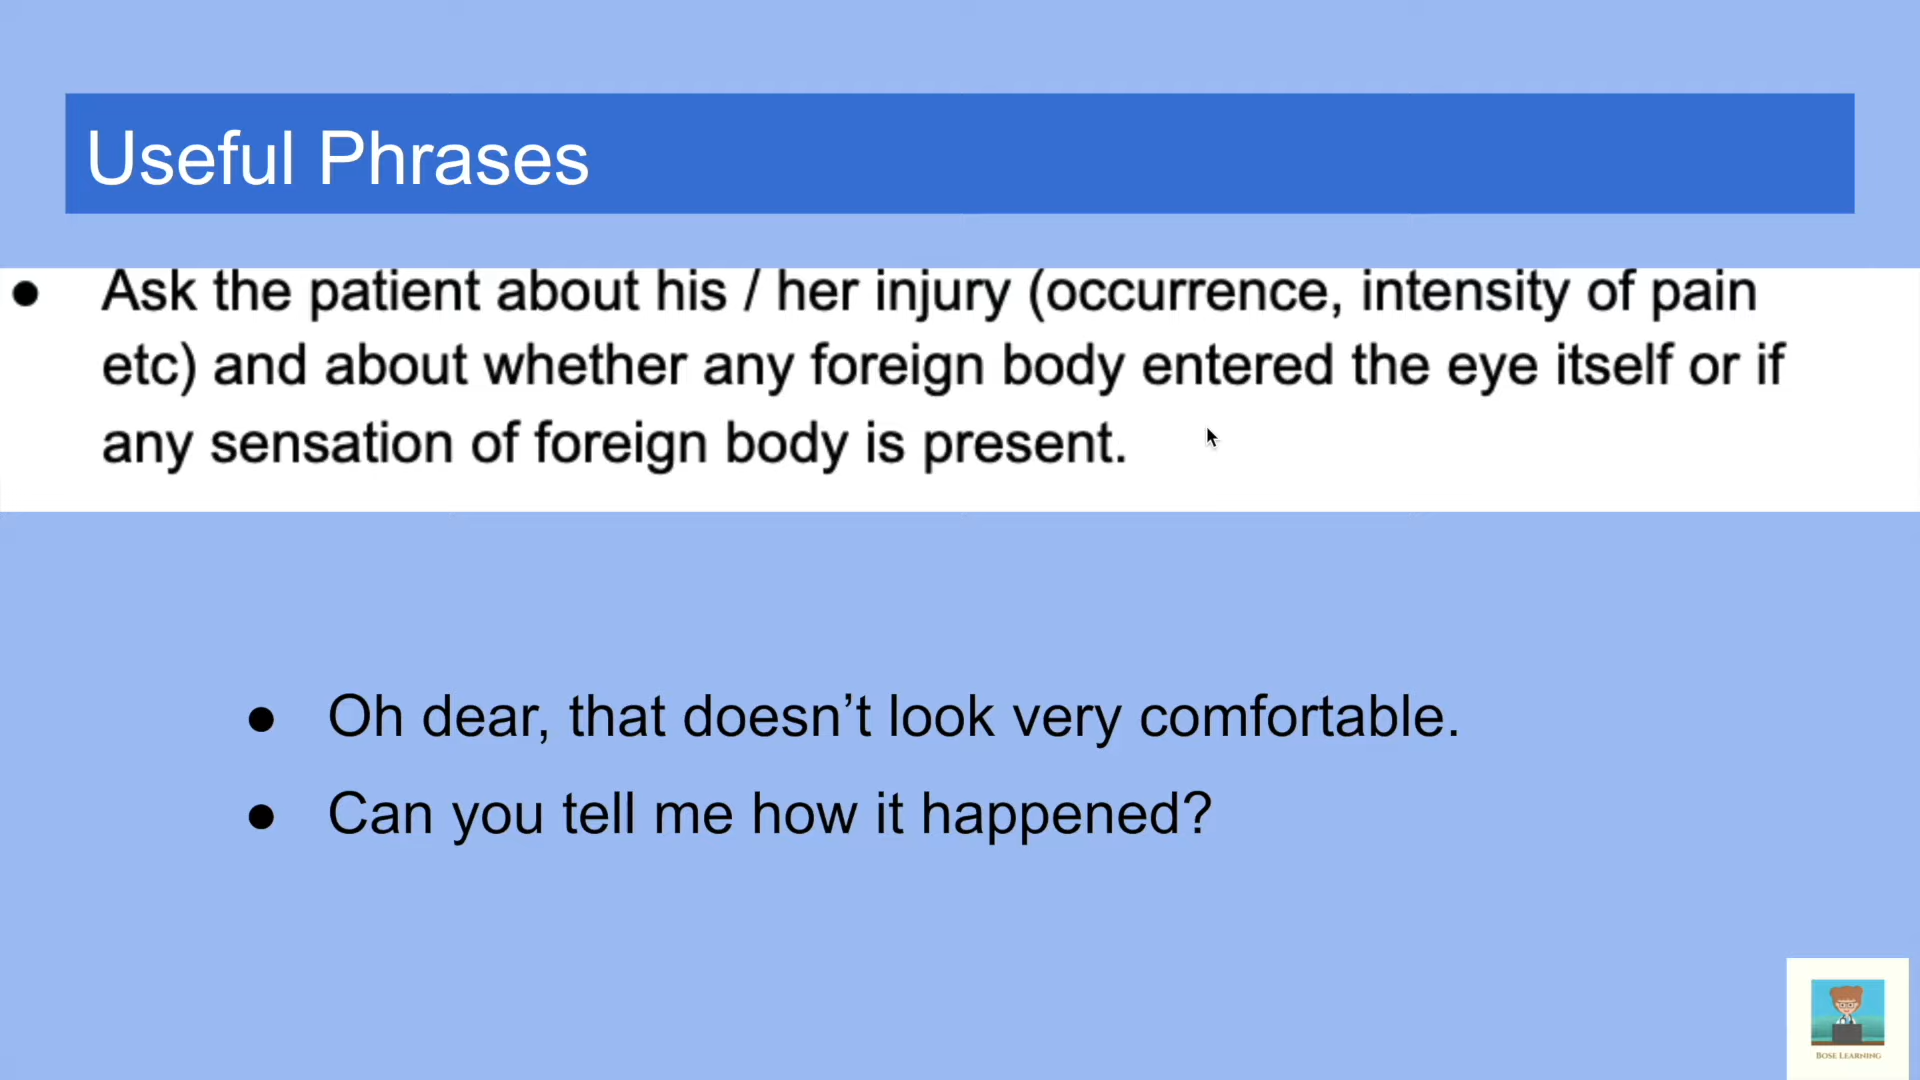 Useful Phrases
● Ask the patient about his / her injury (occurrence, intensity of pain
etc) and about whether any foreign body entered the eye itself or if
any sensation of foreign body is present.
● Oh dear, that doesn’t look very comfortable.
● Can you tell me how it happened?
BOSE LEARNING